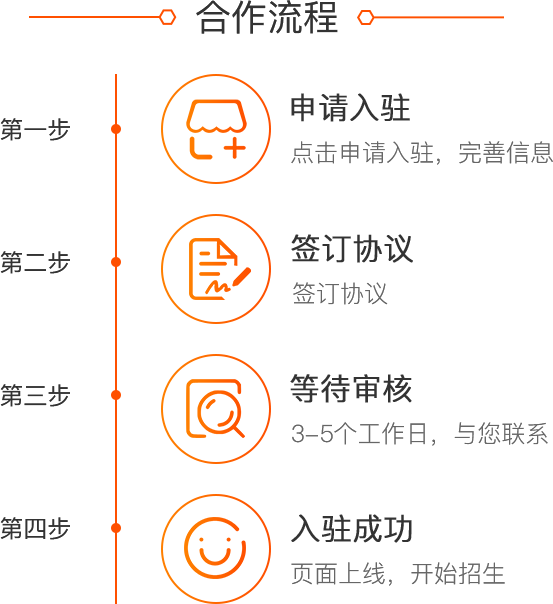 合作流程
第一步
申请入驻
点击申请入驻，完善信息
第二步
签订协议
签订协议
第三步
等待审核
3-5个工作日，与您联系
第四步
入驻成功
页面上线，开始招生